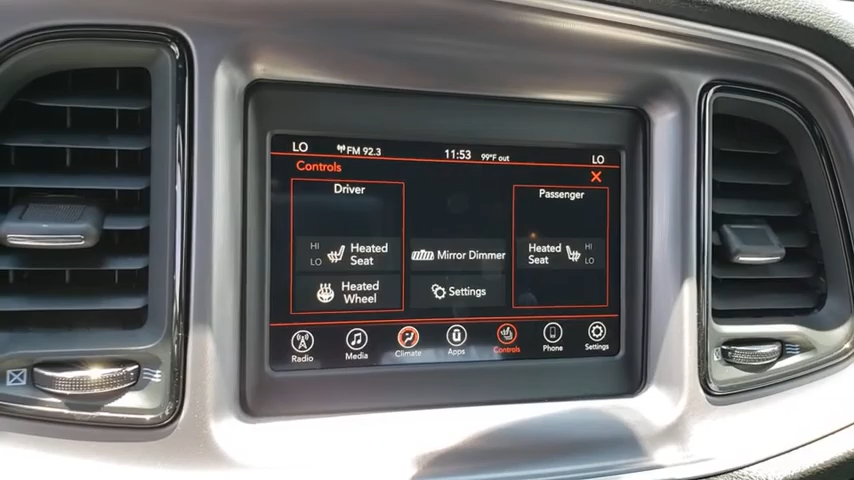 LO FM 92.3 11:53 99°F out LO
Controls X
Driver Passenger
HI
LO
Heated
Seat
Mirror Dimmer
Heated
Seat
HI
LO
Heated
Wheel
Settings
Radio Media Climate Apps Controls Phone Settings